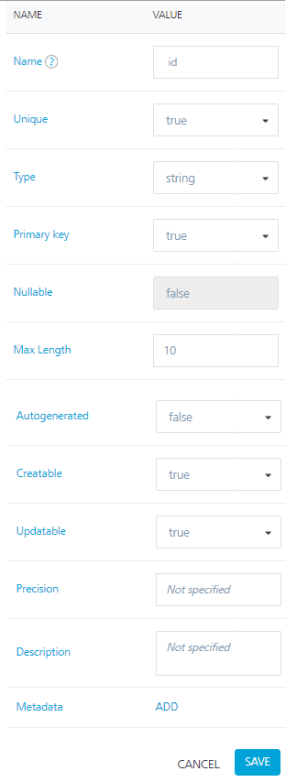 NAME VALUE
Name ? id
Unique true
Type string
Primary key true
Nullable false
Max Length 10
Autogenerated false
Creatable true
Updatable true
Precision Not specified
Description Not specified
Metadata ADD
CANCEL SAVE